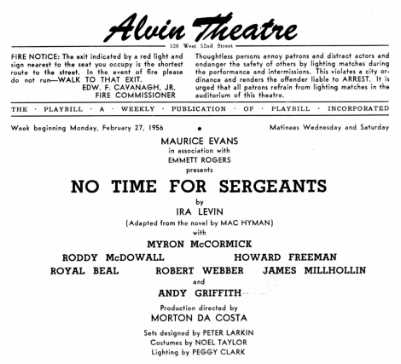 Alvin Theatre
250 West 52nd Street
FIRE NOTICE: The exit indicated by a red light and
sign nearest to the seat you occupy is the shortest
route to the street. In the event of fire please
do not run—WALK TO THAT EXIT.
EDW. F. CAVANAGH, JR,
FIRE COMMISSIONER
Thoughtless persons annoy patrons and distract actors and
endanger the safety of others by lighting matches during
the performance and intermissions. This violates a city or-
dinance and renders the offender liable to ARREST. It is
urged that all patrons refrain from lighting matches in the
auditorium of this theatre.
THE · PLAYBILL · A · WEEKLY · PUBLICATION · OF · PLAYBILL · INCORPORATED
Week beginning Monday, February 27, 1956 • Matinees Wednesday and Saturday
MAURICE EVANS
in association with
EMMETT ROGERS
presents
NO TIME FOR SERGEANTS
by
IRA LEVIN
(Adapted from the novel by MAC HYMAN)
with
MYRON McCORMICK
RODDY McDOWALL HOWARD FREEMAN
ROYAL BEAL ROBERT WEBBER JAMES MILLHOLLIN
and
ANDY GRIFFITH
Production directed by
MORTON DA COSTA
Sets designed by PETER LARKIN
Costumes by NOEL TAYLOR
Lighting by PEGGY CLARK